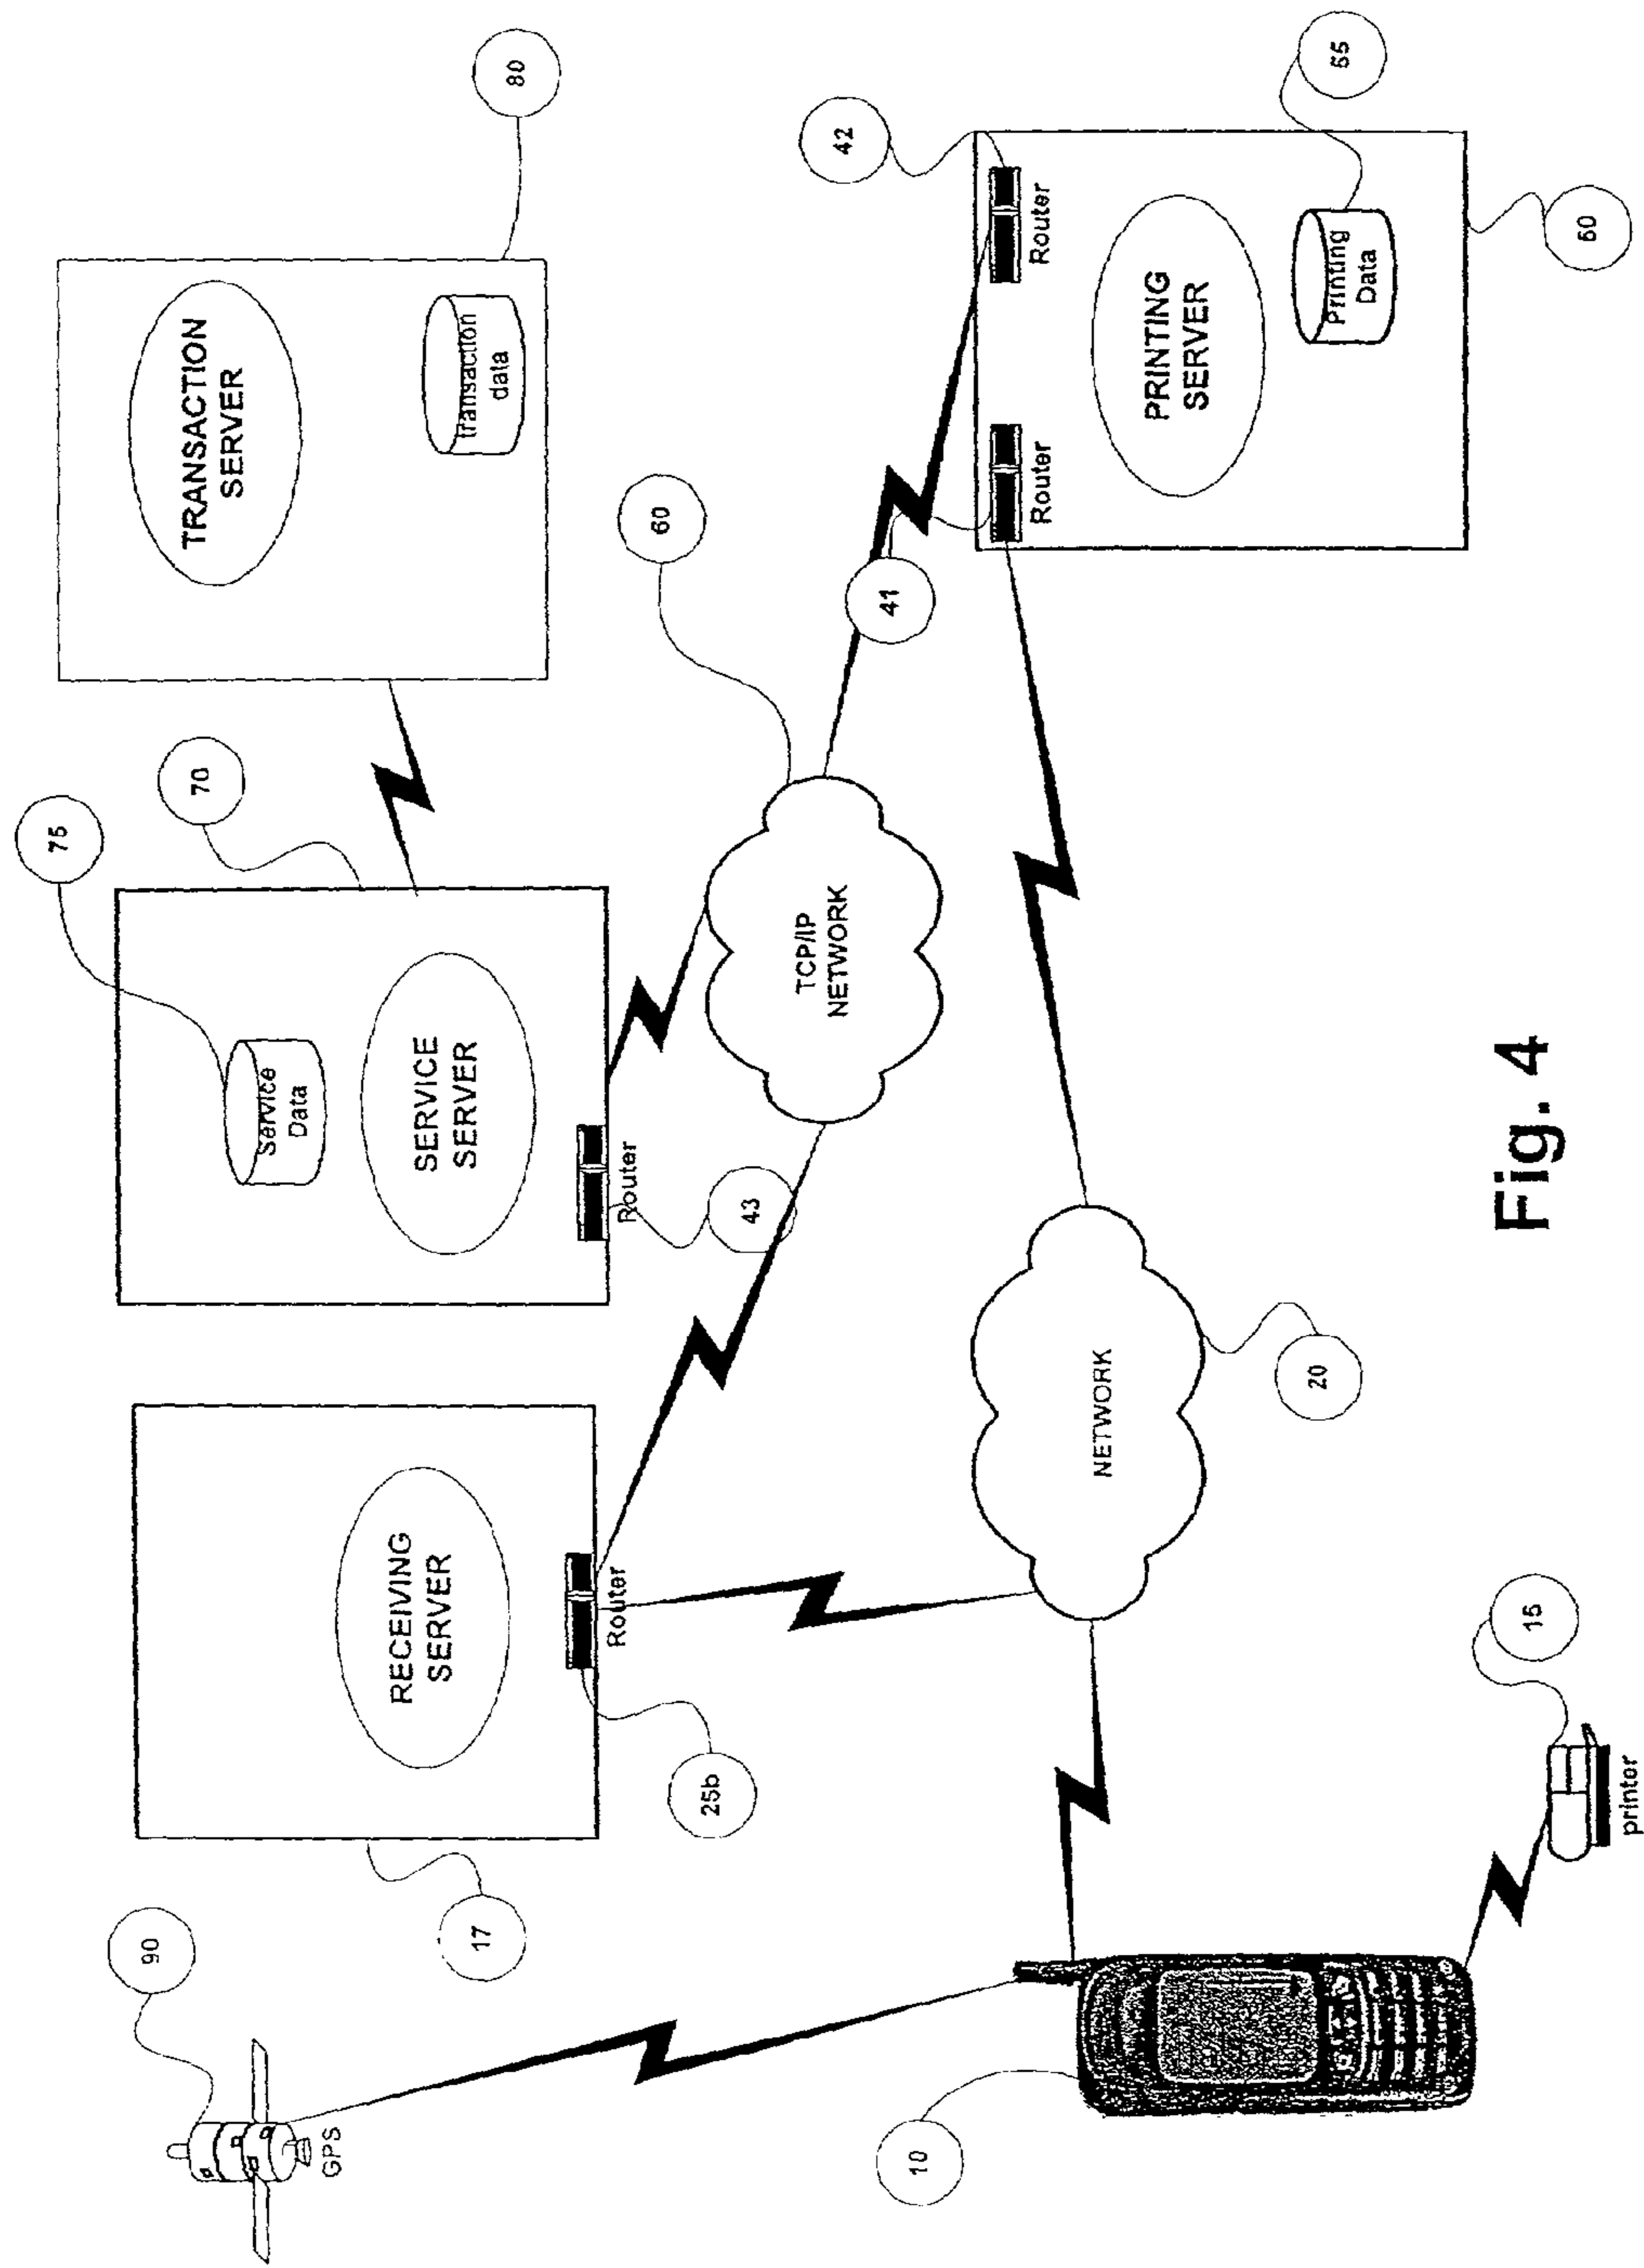 75
90
70
TRANSACTION
SERVER
Service
Data
GPS
RECEIVING
SERVER
SERVICE
SERVER
transaction
data
17
80
Router
Router
60
25b
43
TCP/IP
NETWORK
42
41
10
Router
Router
NETWORK
PRINTING
SERVER
20
Printing
Data
55
15
Fig. 4
50
printer